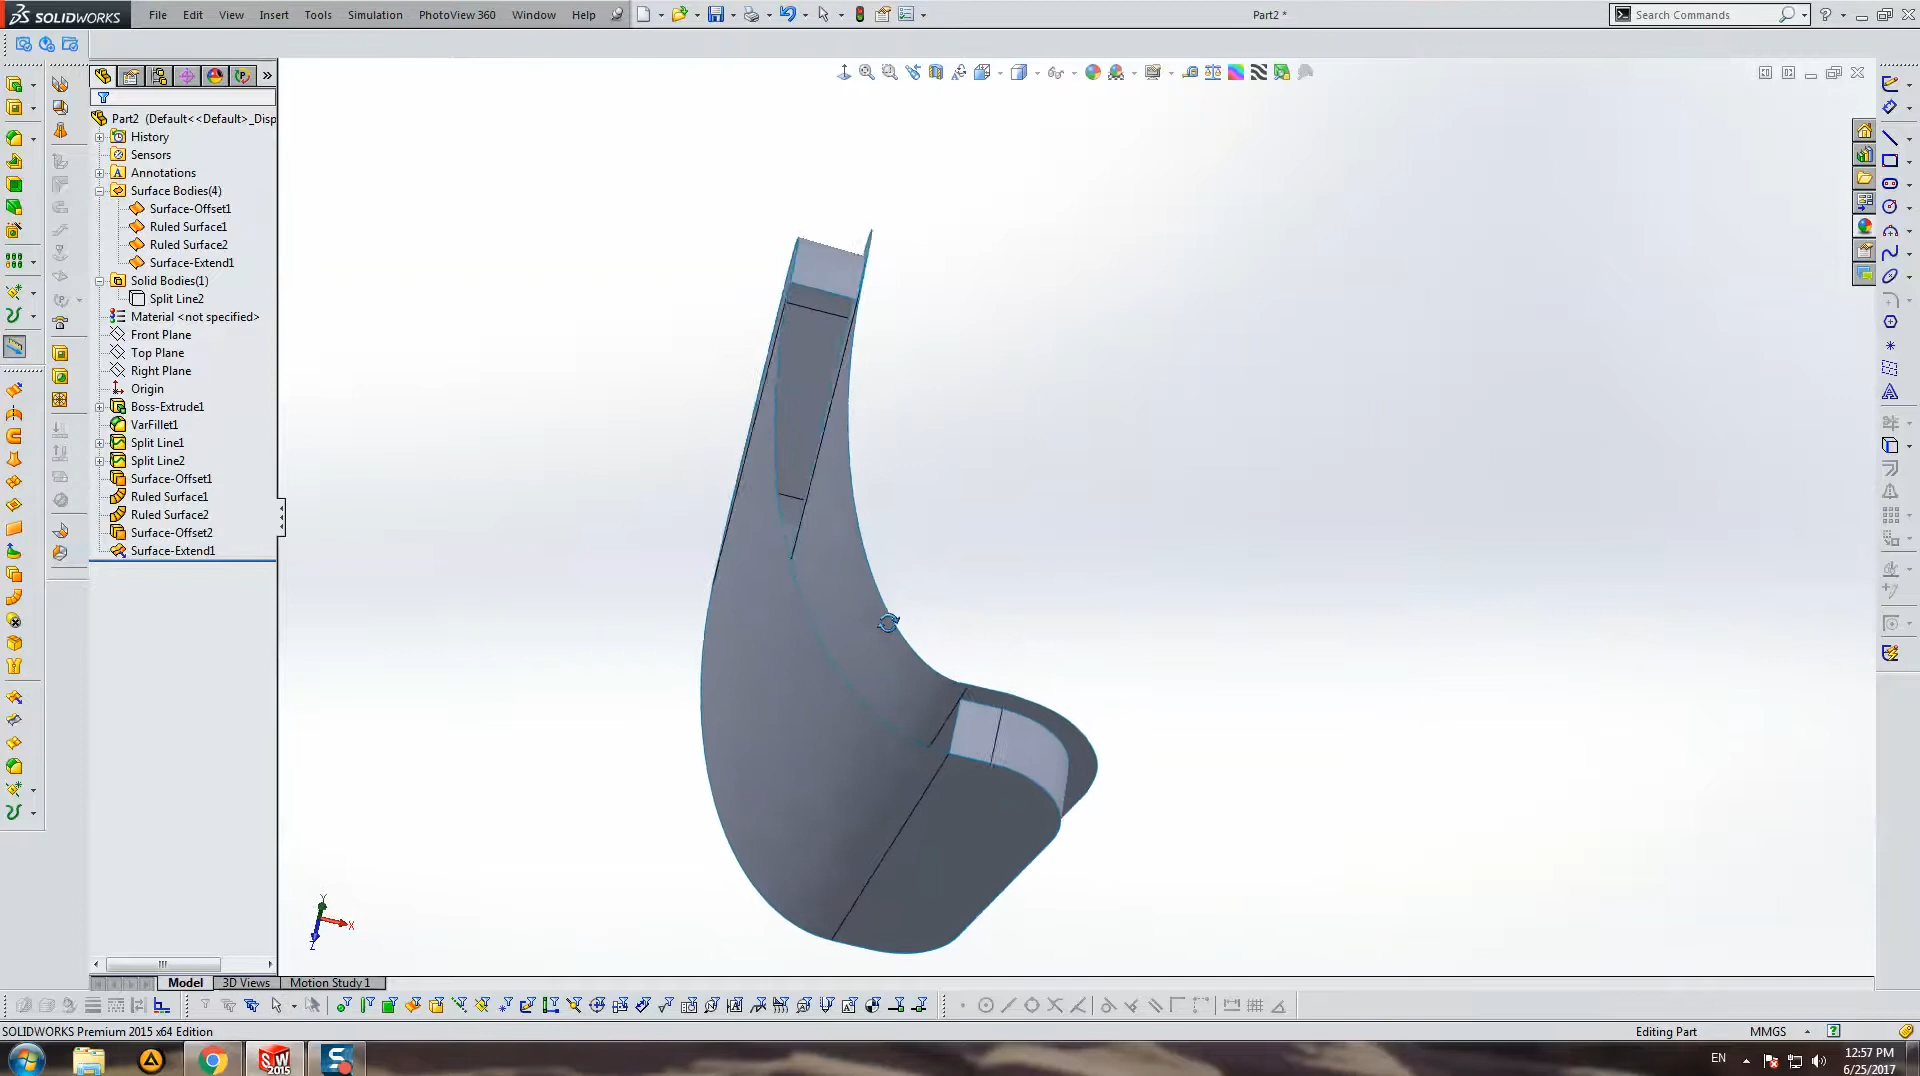 SOLIDWORKS
File
Edit
View
Insert
Tools
Simulation
PhotoView 360
Window
Help
Part2 *
Search Commands
Part2 (Default<<Default>_Disp
History
Sensors
Annotations
Surface Bodies(4)
Surface-Offset1
Ruled Surface1
Ruled Surface2
Surface-Extend1
Solid Bodies(1)
Split Line2
Material <not specified>
Front Plane
Top Plane
Right Plane
Origin
Boss-Extrude1
VarFillet1
Split Line1
Split Line2
Surface-Offset1
Ruled Surface1
Ruled Surface2
Surface-Offset2
Surface-Extend1
Y
X
Z
Model
3D Views
Motion Study 1
SOLIDWORKS Premium 2015 x64 Edition
Editing Part
MMGS
SW
2015
S
EN
12:57 PM
6/25/2017